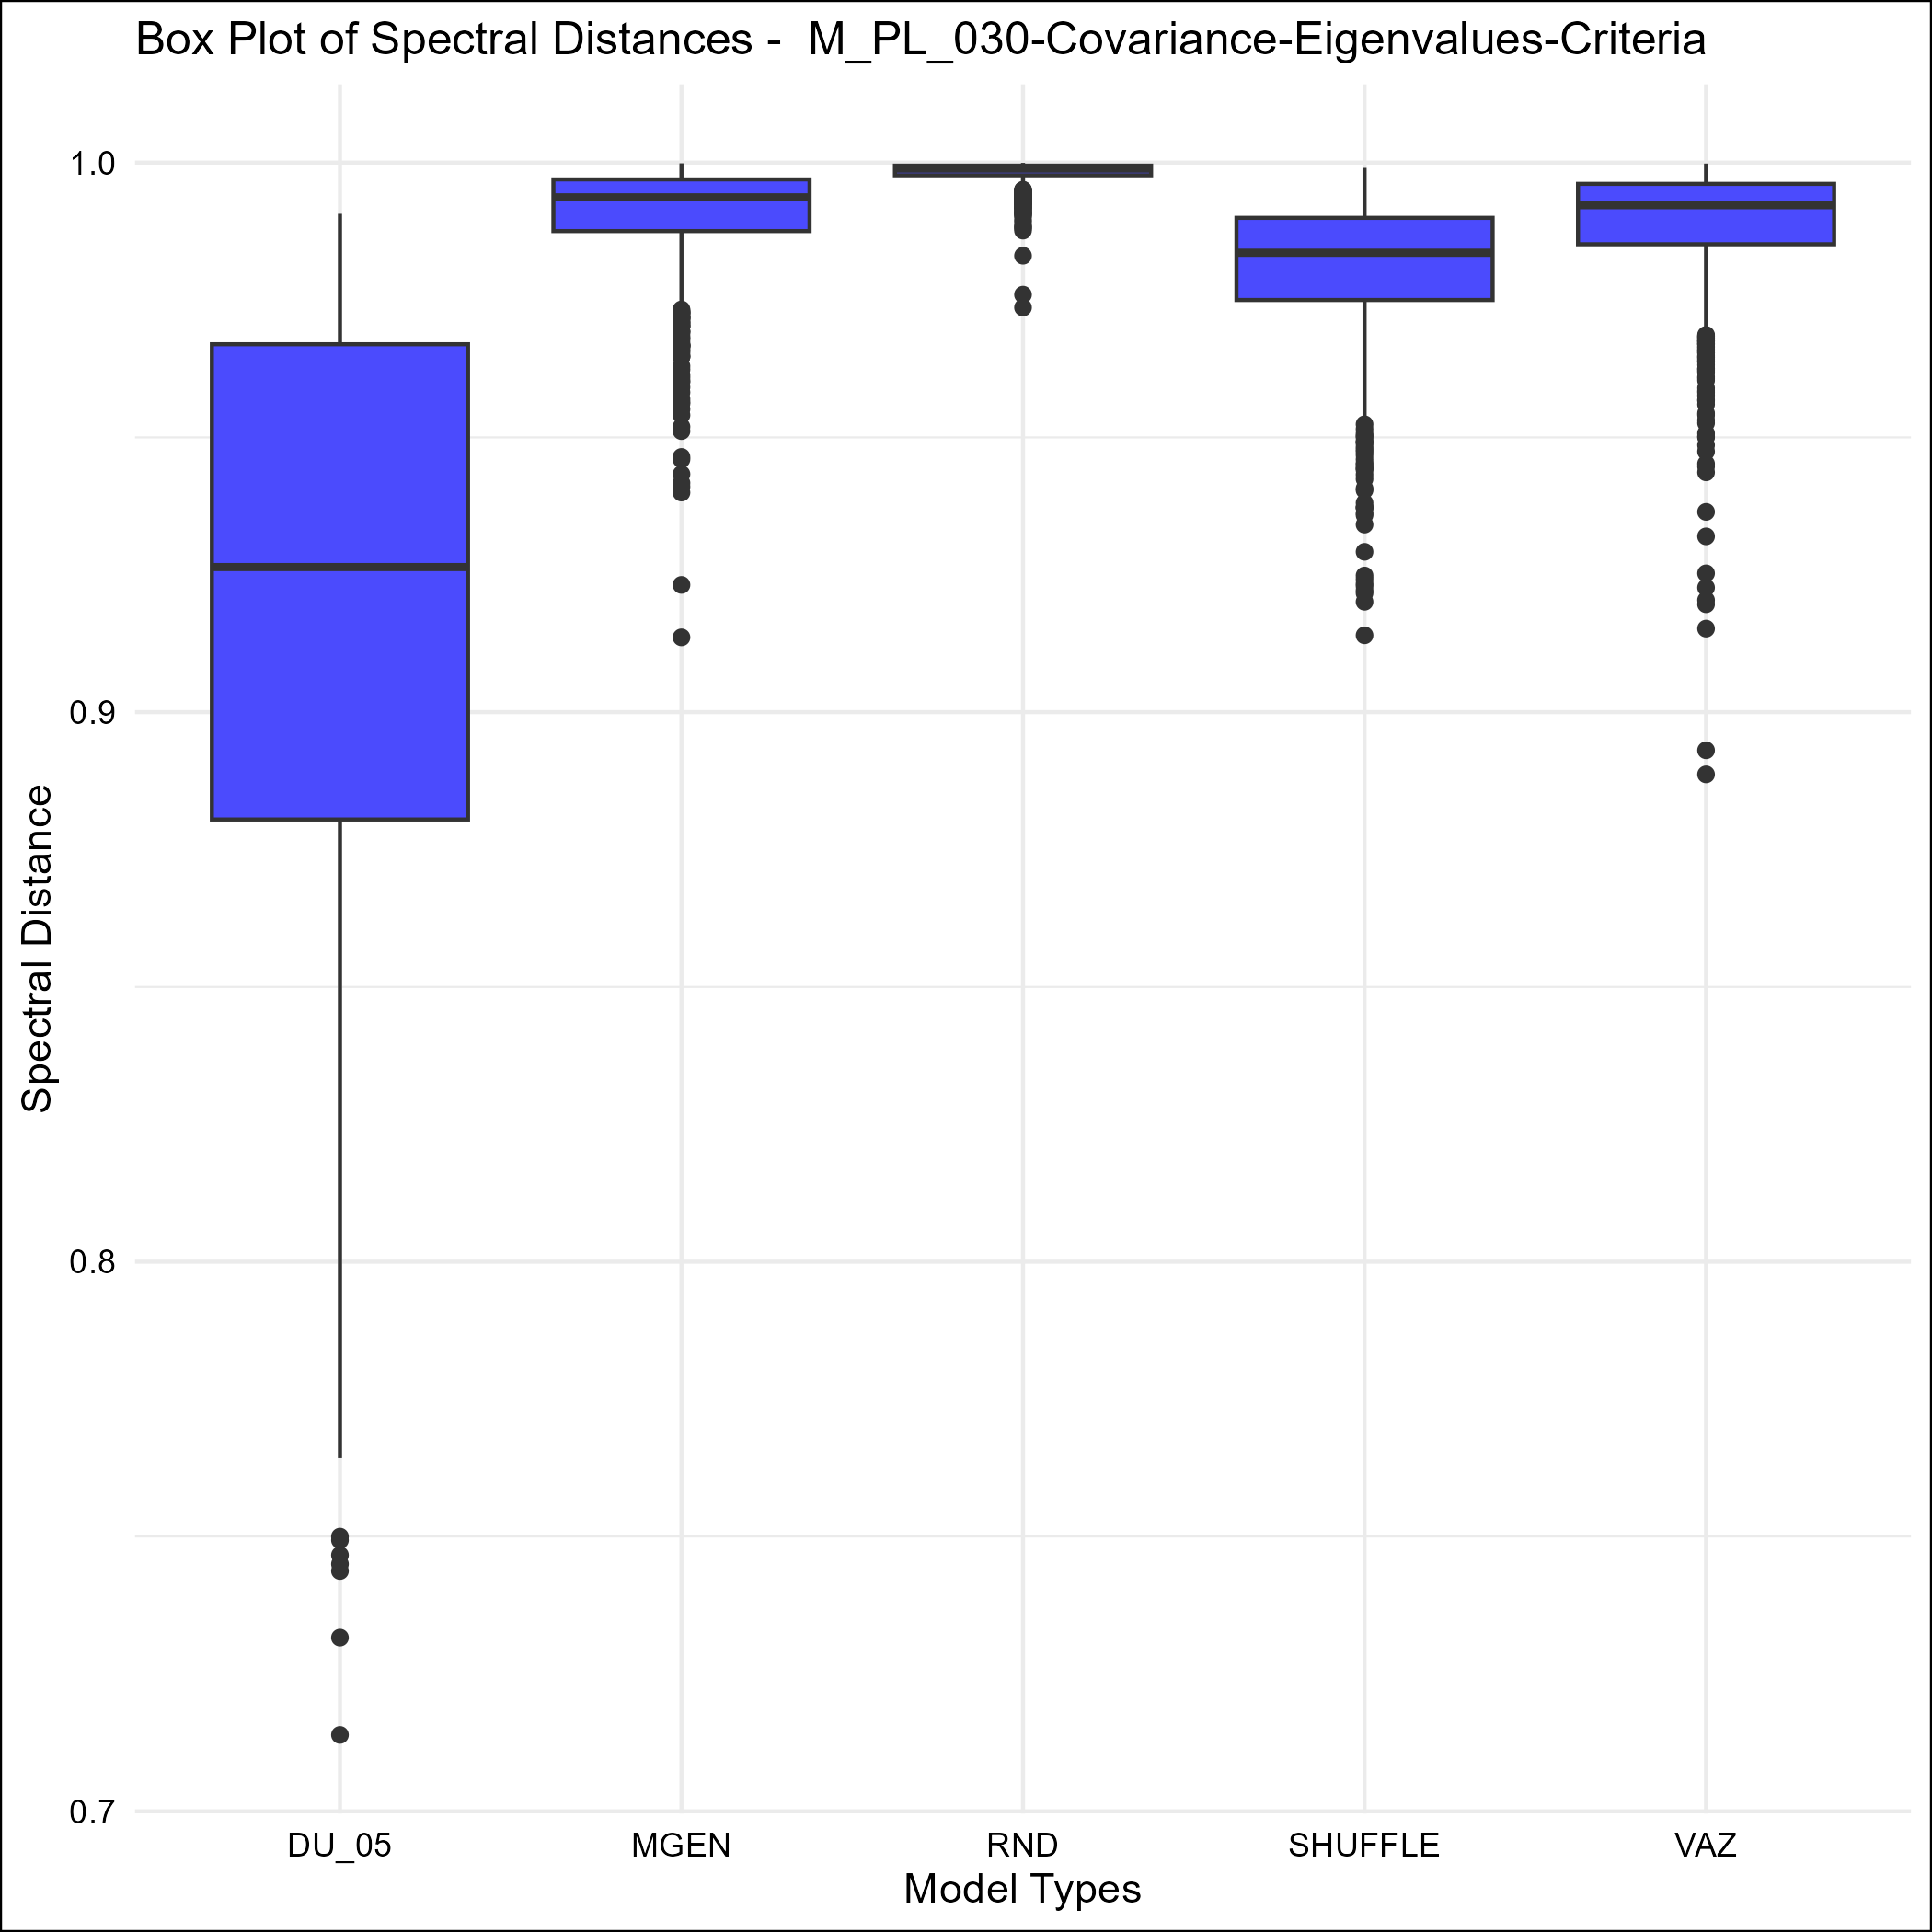 Box Plot of Spectral Distances -  M_PL_030-Covariance-Eigenvalues-Criteria
1.0
0.9
0.8
0.7
Spectral Distance
DU_05 MGEN RND SHUFFLE VAZ
Model Types